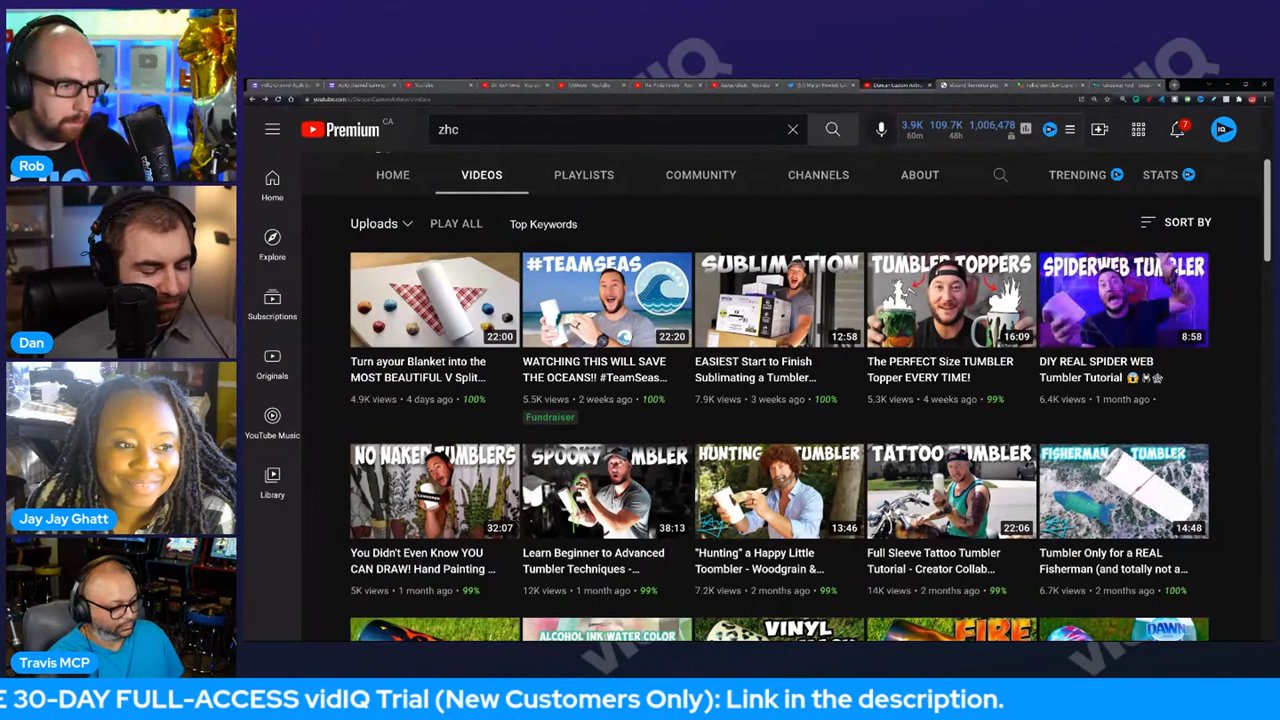 Rob
Dan
Jay Jay Ghatt
Travis MCP
vidIQ
YouTube
Premium
CA
zhc
3.9K 109.7K 1,006,478
60m 48h
7
HOME VIDEOS PLAYLISTS COMMUNITY CHANNELS ABOUT TRENDING STATS
Home
Explore
Subscriptions
Originals
YouTube Music
Library
Uploads PLAY ALL Top Keywords SORT BY
22:00
Turn ayour Blanket into the
MOST BEAUTIFUL V Split...
4.9K views • 4 days ago • 100%
#TEAMSEAS
22:20
WATCHING THIS WILL SAVE
THE OCEANS!! #TeamSeas...
5.5K views • 2 weeks ago • 100%
Fundraiser
SUBLIMATION
12:58
EASIEST Start to Finish
Sublimating a Tumbler...
7.9K views • 3 weeks ago • 100%
TUMBLER TOPPERS
16:09
The PERFECT Size TUMBLER
Topper EVERY TIME!
5.3K views • 4 weeks ago • 99%
SPIDERWEB TUMBLER
8:58
DIY REAL SPIDER WEB
Tumbler Tutorial 😱🕷🕸
6.4K views • 1 month ago •
NO NAKED TUMBLERS
32:07
You Didn't Even Know YOU
CAN DRAW! Hand Painting ...
5K views • 1 month ago • 99%
SPOOKY TUMBLER
38:13
Learn Beginner to Advanced
Tumbler Techniques -...
12K views • 1 month ago • 99%
HUNTING TUMBLER
13:46
"Hunting" a Happy Little
Toombler - Woodgrain &...
7.2K views • 2 months ago • 99%
TATTOO TUMBLER
22:06
Full Sleeve Tattoo Tumbler
Tutorial - Creator Collab...
14K views • 2 months ago • 99%
FISHERMAN TUMBLER
14:48
Tumbler Only for a REAL
Fisherman (and totally not a...
6.7K views • 2 months ago • 100%
ALCOHOL INK WATER COLOR
VINYL
FIRE
DAWN
E 30-DAY FULL-ACCESS vidIQ Trial (New Customers Only): Link in the description.